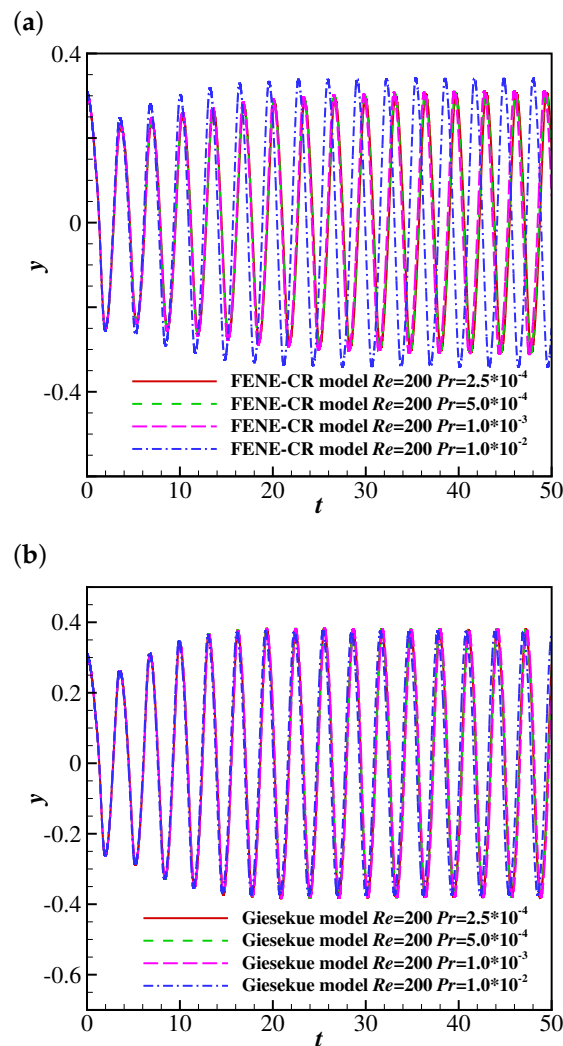 (a)
0.4
0
-0.4
y
FENE-CR model Re=200 Pr=2.5*10^-4
FENE-CR model Re=200 Pr=5.0*10^-4
FENE-CR model Re=200 Pr=1.0*10^-3
FENE-CR model Re=200 Pr=1.0*10^-2
0 10 20 30 40 50
t
(b)
0.4
0.2
0
-0.2
-0.4
-0.6
y
Giesekue model Re=200 Pr=2.5*10^-4
Giesekue model Re=200 Pr=5.0*10^-4
Giesekue model Re=200 Pr=1.0*10^-3
Giesekue model Re=200 Pr=1.0*10^-2
0 10 20 30 40 50
t